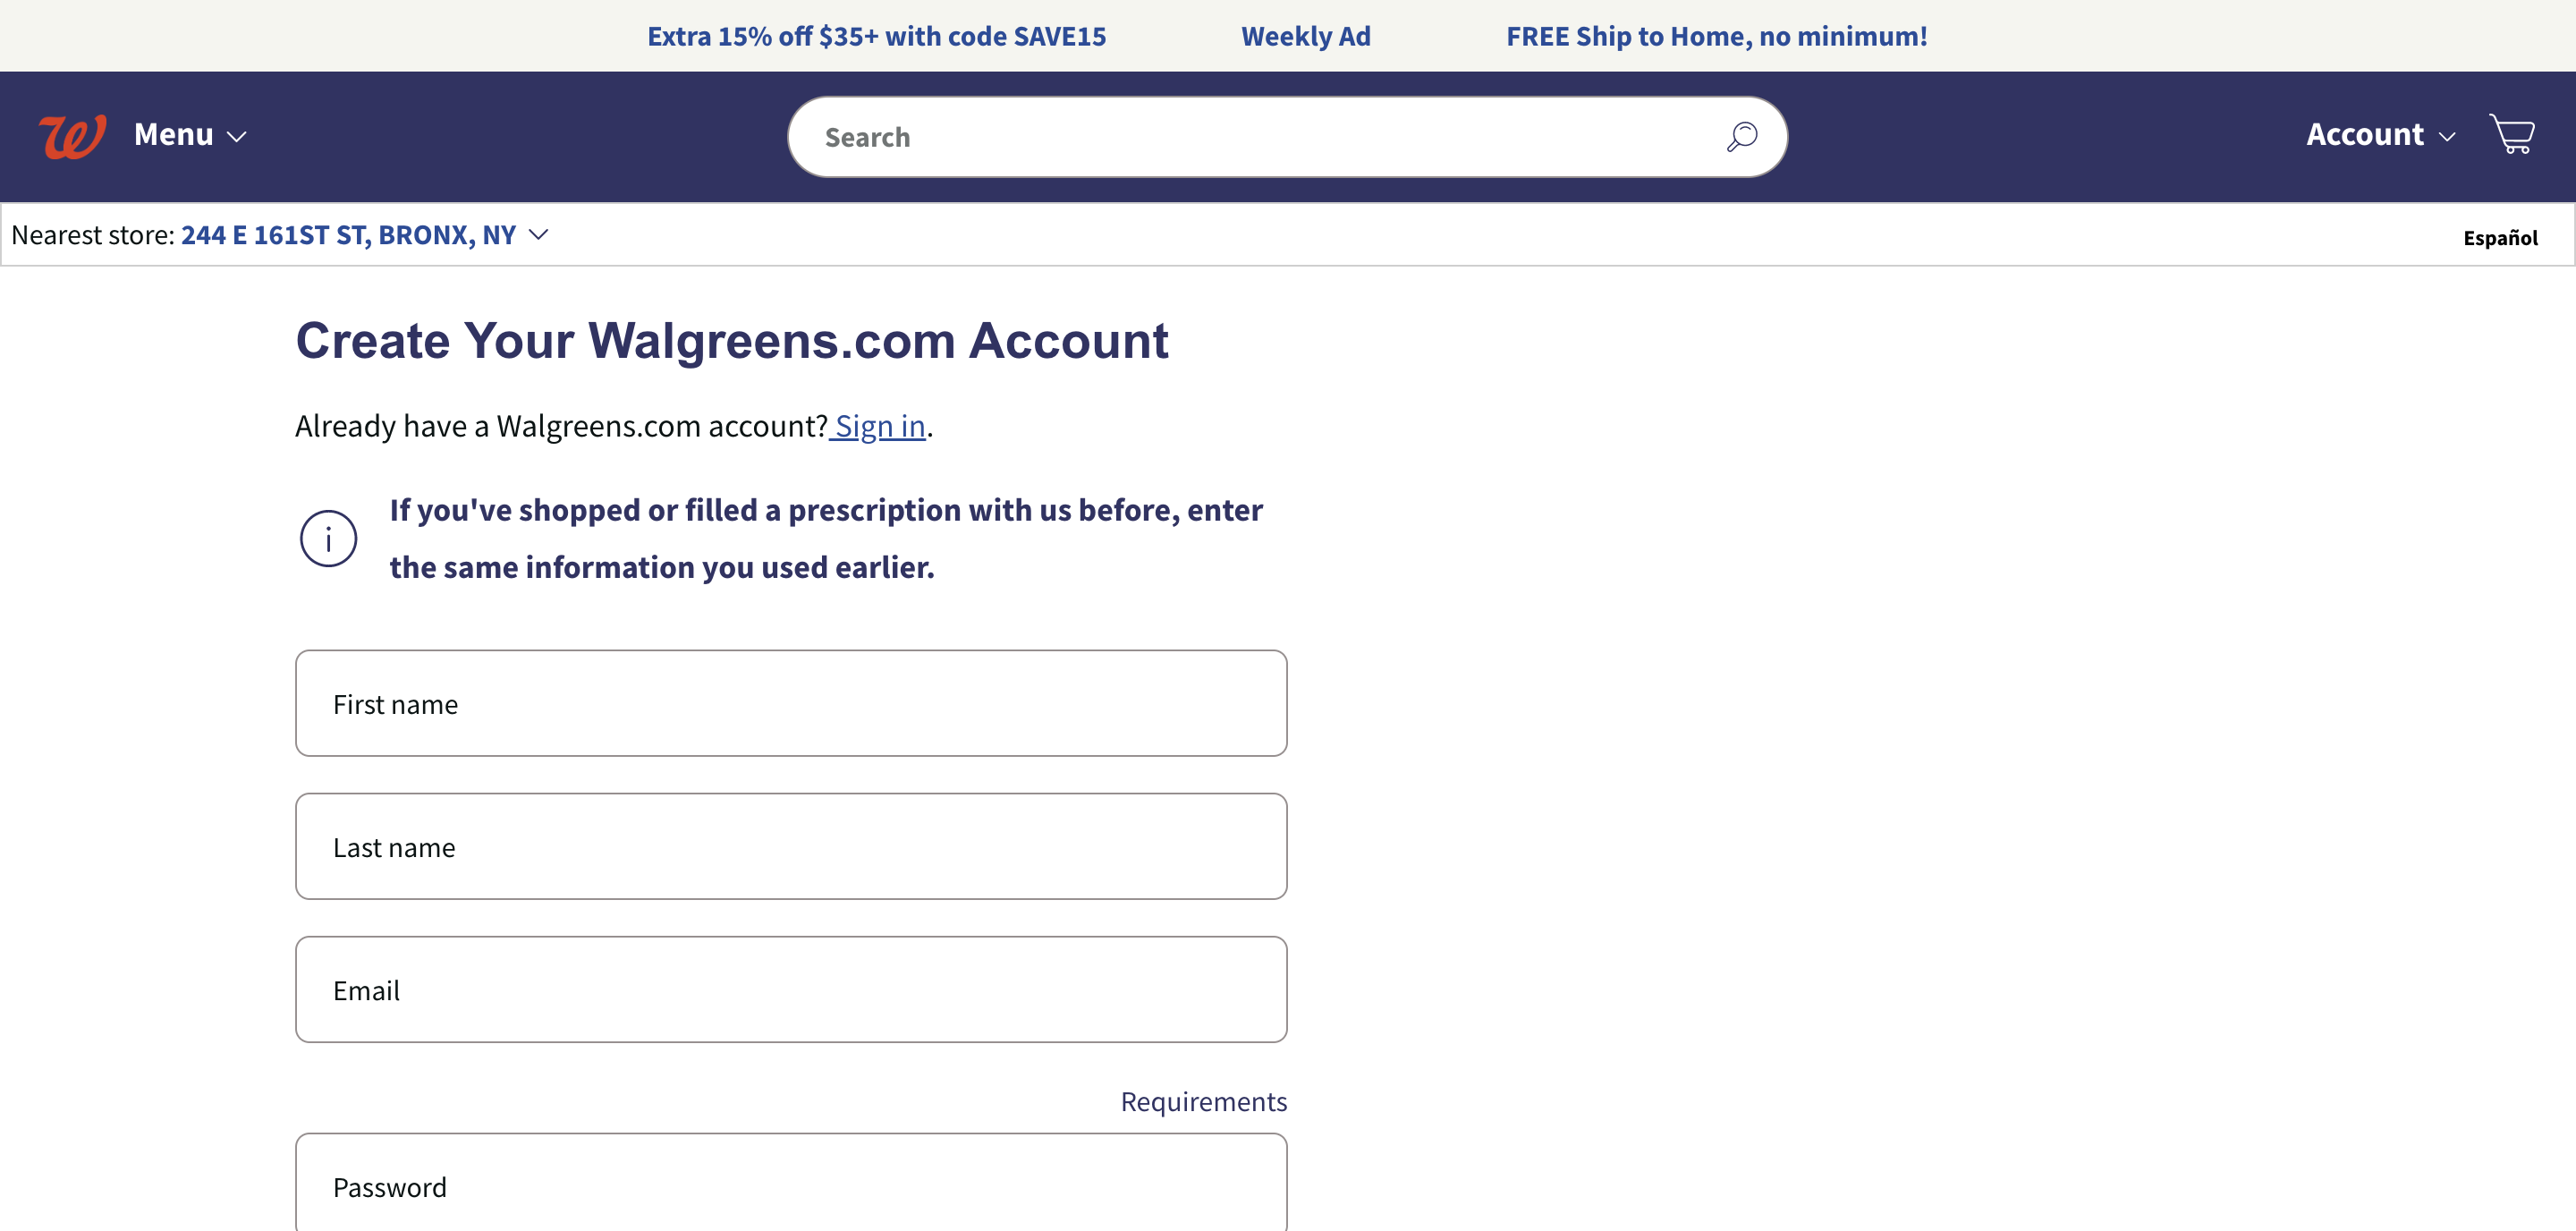 Extra 15% off $35+ with code SAVE15
Weekly Ad
FREE Ship to Home, no minimum!
W
Menu
Search
Account
Nearest store: 244 E 161ST ST, BRONX, NY
Español
Create Your Walgreens.com Account
Already have a Walgreens.com account? Sign in.
If you've shopped or filled a prescription with us before, enter
the same information you used earlier.
First name
Last name
Email
Requirements
Password